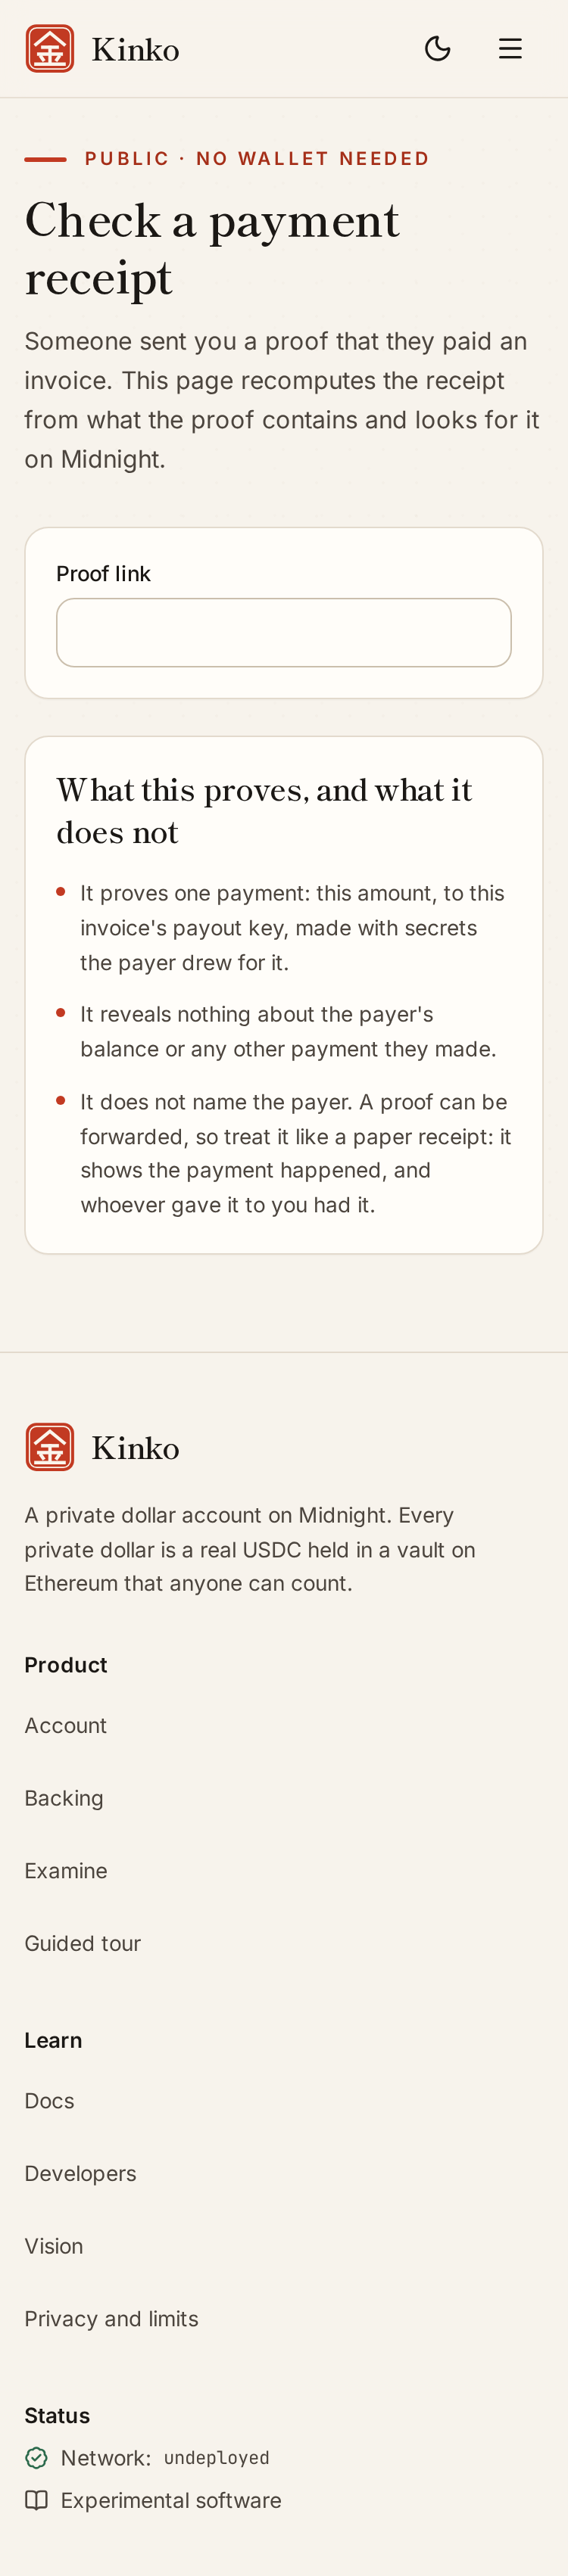 金 Kinko
PUBLIC · NO WALLET NEEDED
Check a payment
receipt
Someone sent you a proof that they paid an
invoice. This page recomputes the receipt
from what the proof contains and looks for it
on Midnight.
Proof link
What this proves, and what it
does not
It proves one payment: this amount, to this
invoice's payout key, made with secrets
the payer drew for it.
It reveals nothing about the payer's
balance or any other payment they made.
It does not name the payer. A proof can be
forwarded, so treat it like a paper receipt: it
shows the payment happened, and
whoever gave it to you had it.
金 Kinko
A private dollar account on Midnight. Every
private dollar is a real USDC held in a vault on
Ethereum that anyone can count.
Product
Account
Backing
Examine
Guided tour
Learn
Docs
Developers
Vision
Privacy and limits
Status
Network: undeployed
Experimental software